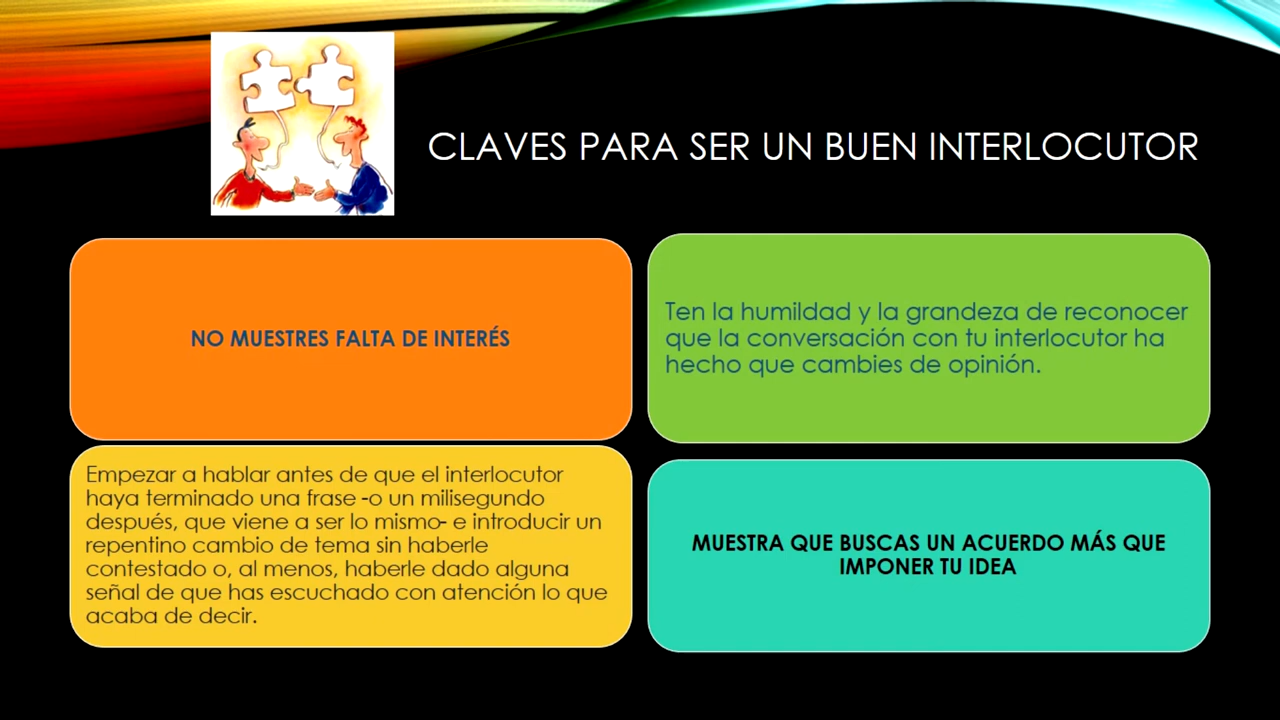 CLAVES PARA SER UN BUEN INTERLOCUTOR
NO MUESTRES FALTA DE INTERÉS
Ten la humildad y la grandeza de reconocer
que la conversación con tu interlocutor ha
hecho que cambies de opinión.
Empezar a hablar antes de que el interlocutor
haya terminado una frase -o un milisegundo
después, que viene a ser lo mismo- e introducir un
repentino cambio de tema sin haberle
contestado o, al menos, haberle dado alguna
señal de que has escuchado con atención lo que
acaba de decir.
MUESTRA QUE BUSCAS UN ACUERDO MÁS QUE
IMPONER TU IDEA